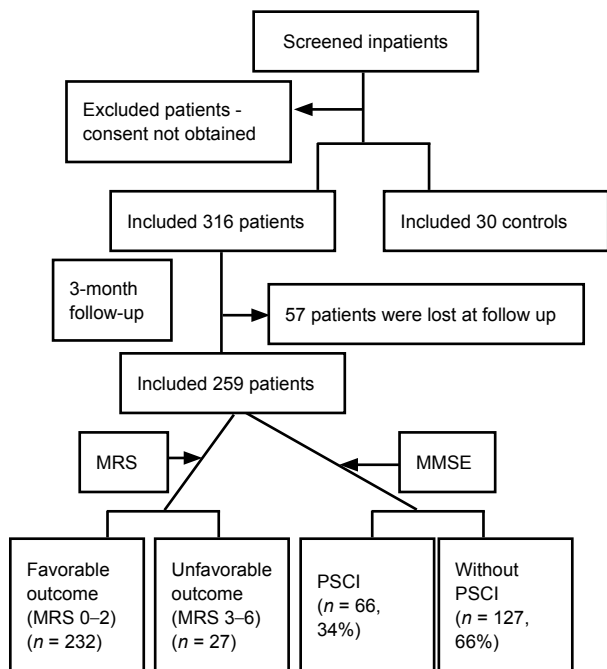 Screened inpatients
Excluded patients -
consent not obtained
Included 316 patients
Included 30 controls
3-month
follow-up
57 patients were lost at follow up
Included 259 patients
MRS
MMSE
Favorable
outcome
(MRS 0–2)
(n = 232)
Unfavorable
outcome
(MRS 3–6)
(n = 27)
PSCI
(n = 66,
34%)
Without
PSCI
(n = 127,
66%)